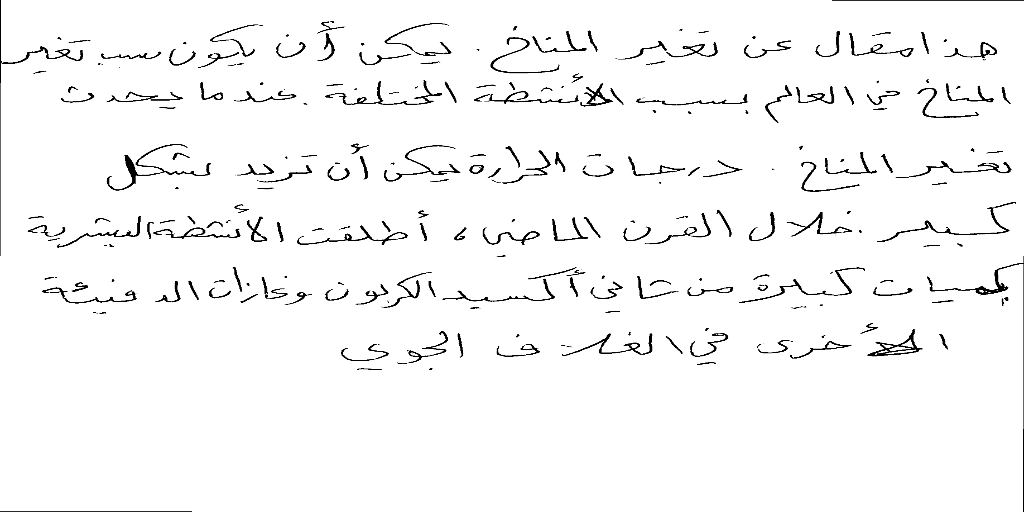 هذا مقال عن تغير المناخ. يمكن أن يكون سبب تغير
المناخ في العالم بسبب الأنشطة المختلفة. عندما يحدث
تغير المناخ. درجات الحرارة يمكن أن تزيد بشكل
كبير. خلال القرن الماضي، أطلقت الأنشطة البشرية
كميات كبيرة من ثاني أكسيد الكربون وغازات الدفيئة
الأخرى في الغلاف الجوي